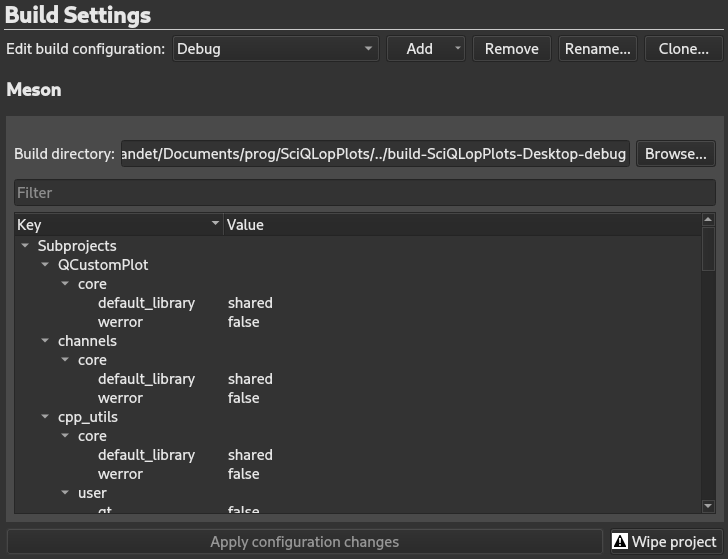 Build Settings
Edit build configuration: Debug Add Remove Rename... Clone...
Meson
Build directory: andet/Documents/prog/SciQLopPlots/../build-SciQLopPlots-Desktop-debug Browse...
Filter
Key Value
Subprojects
QCustomPlot
core
default_library shared
werror false
channels
core
default_library shared
werror false
cpp_utils
core
default_library shared
werror false
user
qt false
Apply configuration changes Wipe project